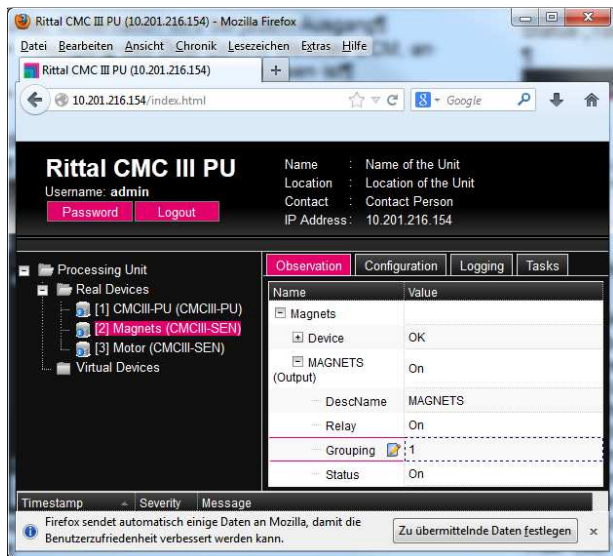 Rittal CMC III PU (10.201.216.154) - Mozilla Firefox
Datei Bearbeiten Ansicht Chronik Lesezeichen Extras Hilfe
Rittal CMC III PU (10.201.216.154)
10.201.216.154/index.html
Google
Rittal CMC III PU
Username: admin
Password Logout
Name : Name of the Unit
Location : Location of the Unit
Contact : Contact Person
IP Address : 10.201.216.154
Processing Unit
Real Devices
[1] CMCIII-PU (CMCIII-PU)
[2] Magnets (CMCIII-SEN)
[3] Motor (CMCIII-SEN)
Virtual Devices
Observation Configuration Logging Tasks
Name Value
Magnets
Device OK
MAGNETS (Output) On
DescName MAGNETS
Relay On
Grouping 1
Status On
Timestamp Severity Message
Firefox sendet automatisch einige Daten an Mozilla, damit die
Benutzerzufriedenheit verbessert werden kann.
Zu übermittelnde Daten festlegen